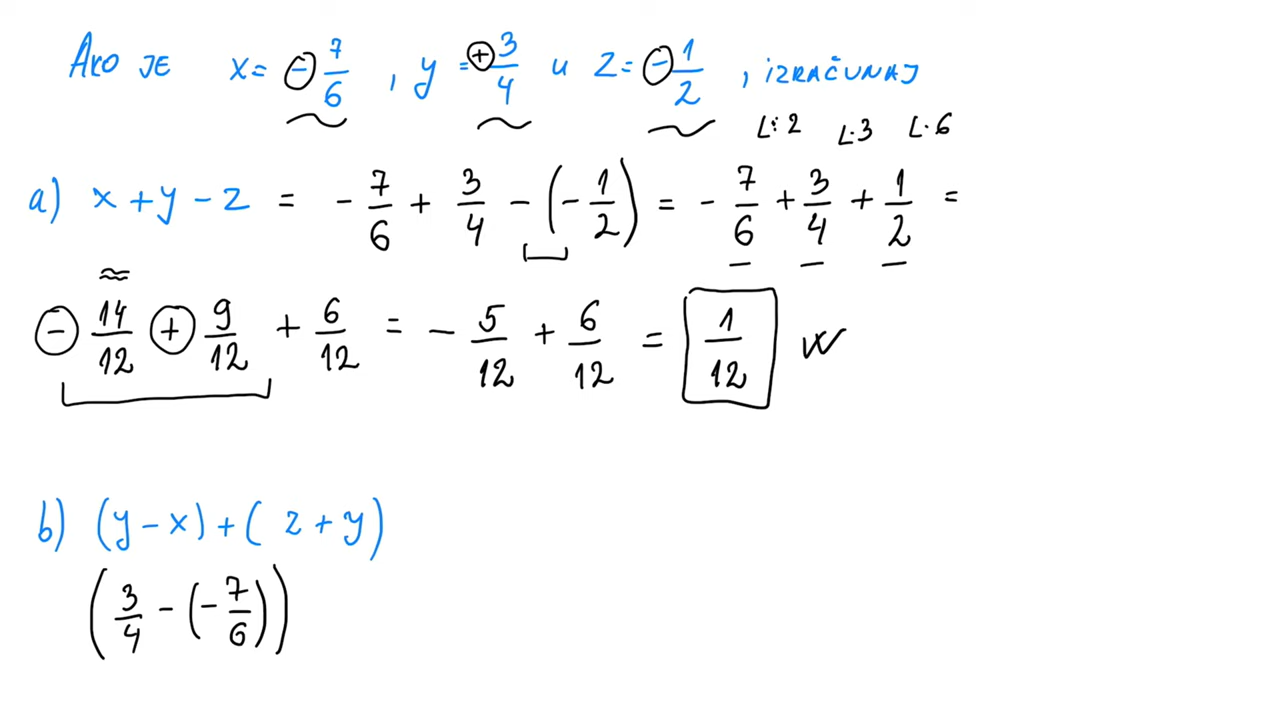 Ako je x = -7/6, y = +3/4 и z = -1/2, izračunaj
L:2 L·3 L·6
a) x + y - z = - 7/6 + 3/4 - (- 1/2) = - 7/6 + 3/4 + 1/2 =
- 14/12 + 9/12 + 6/12 = - 5/12 + 6/12 = 1/12
b) (y - x) + (z + y)
(3/4 - (- 7/6))